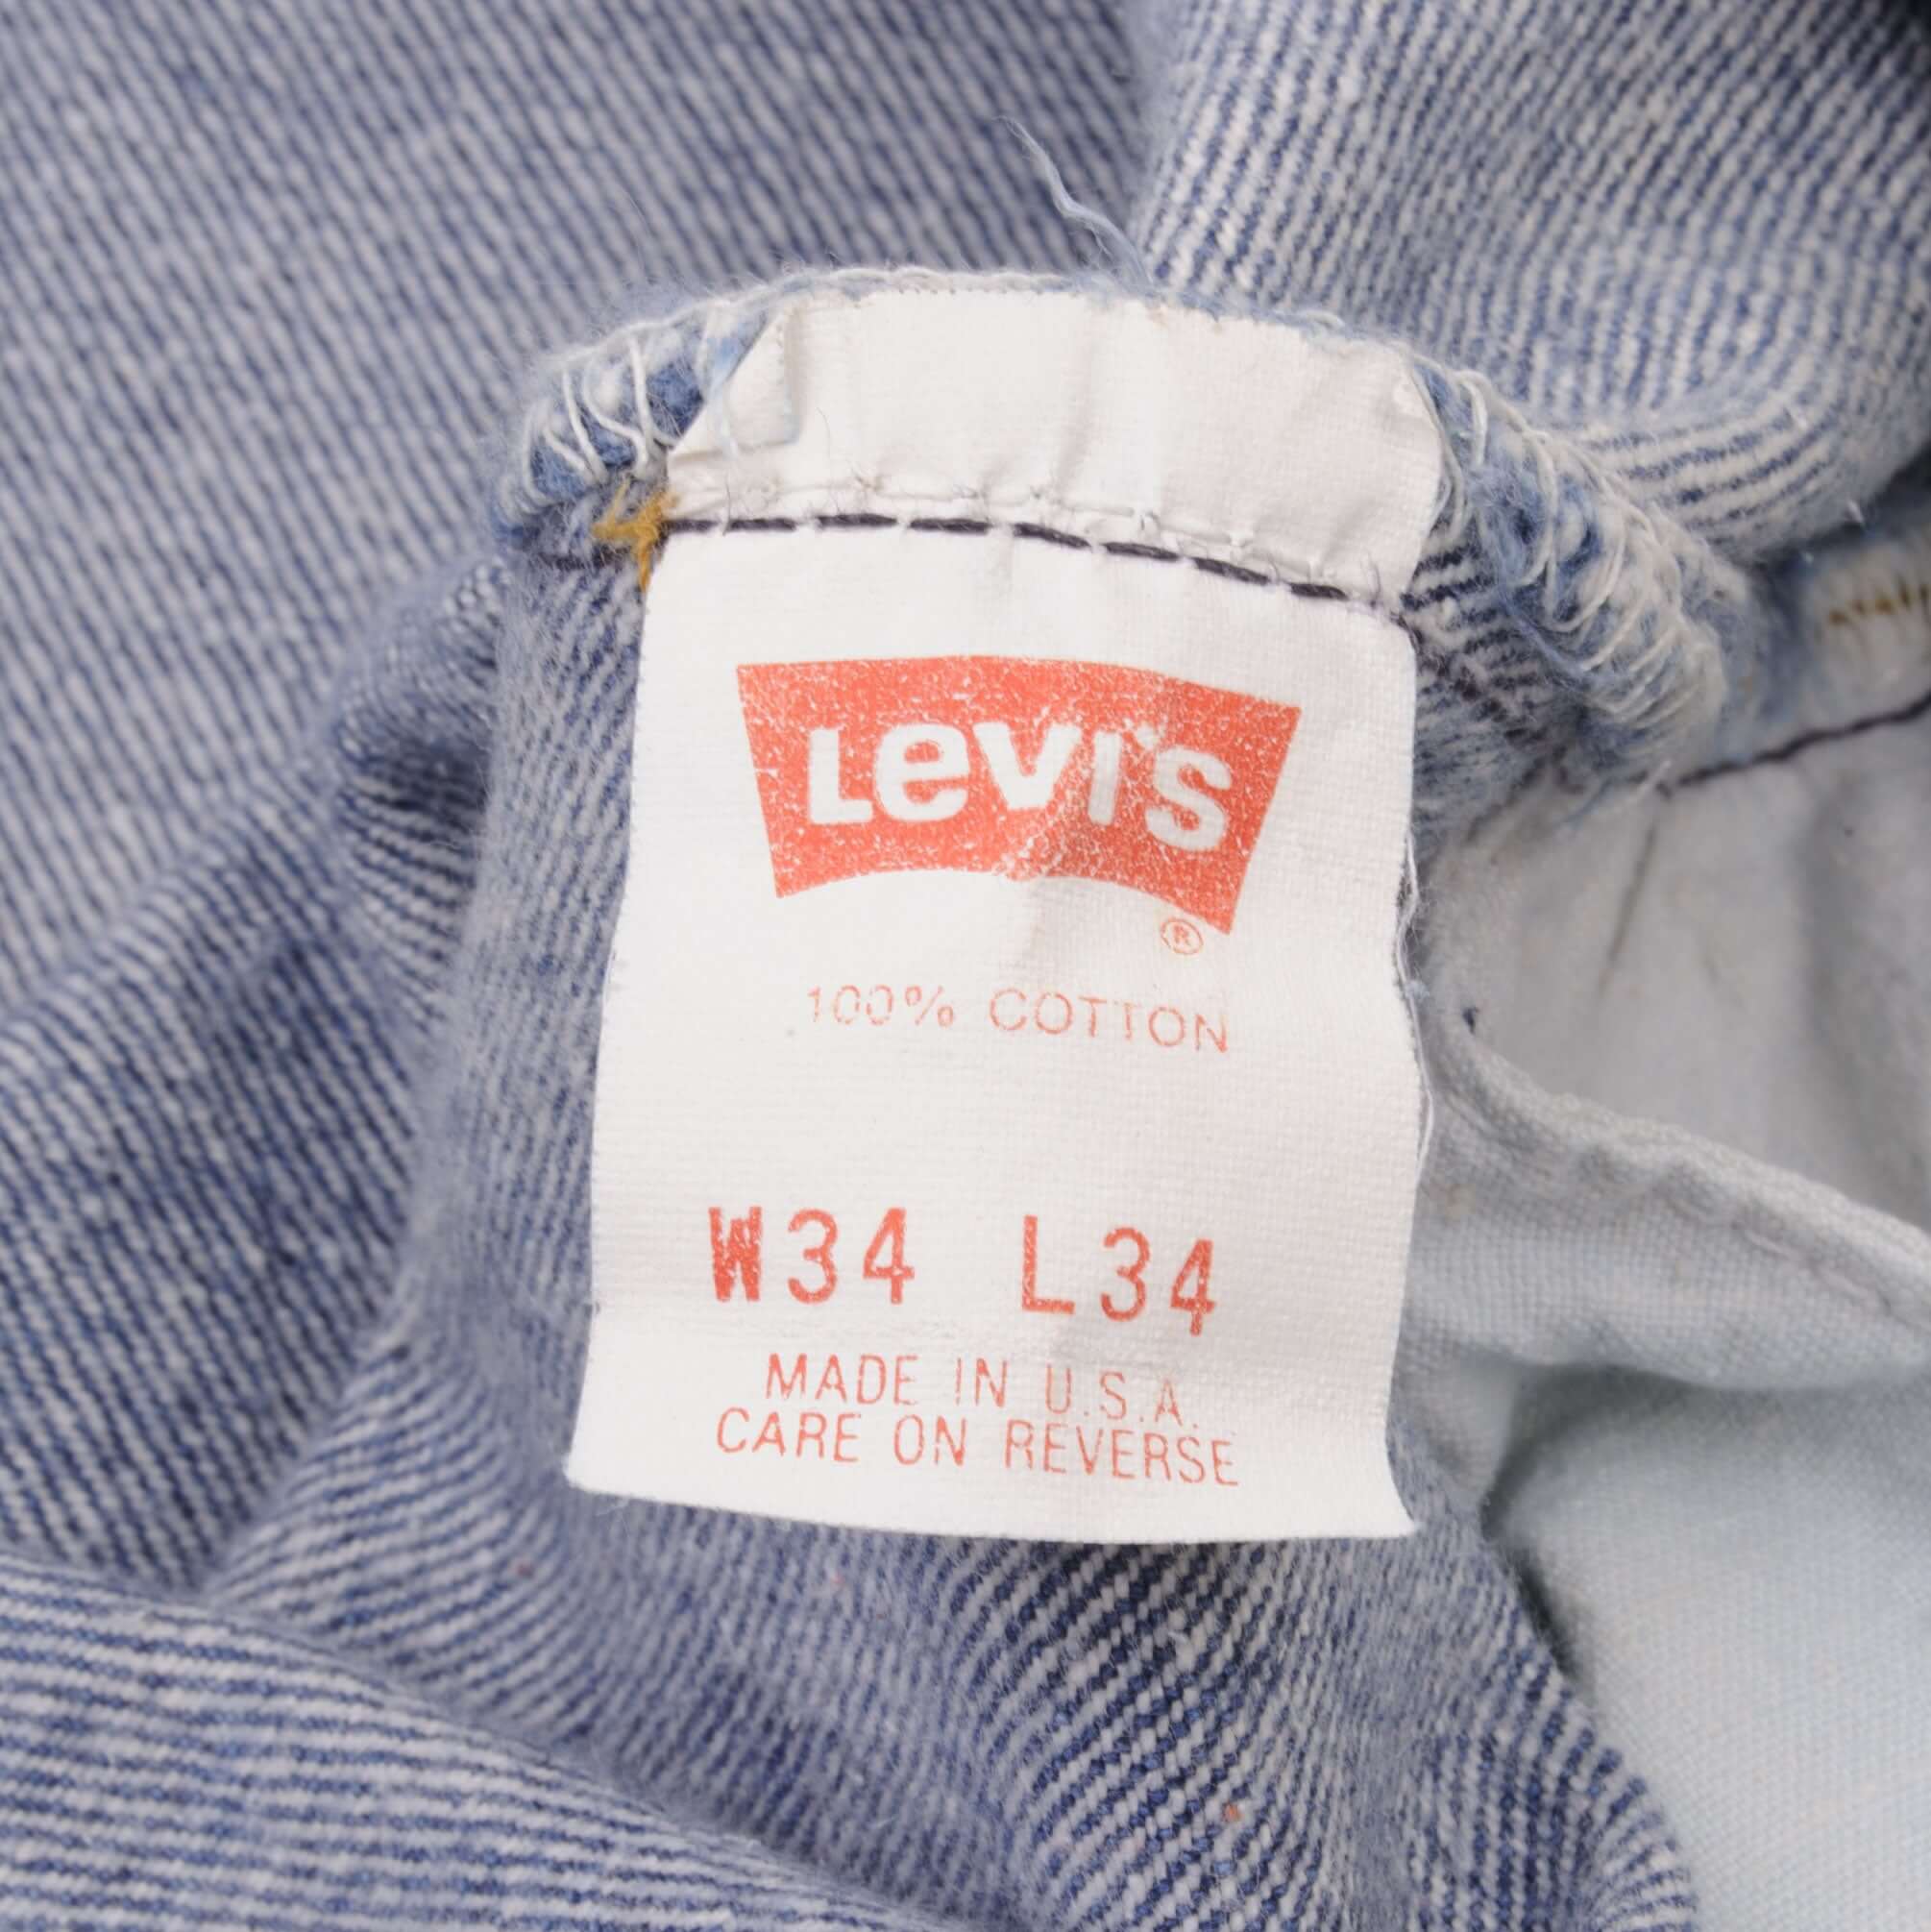 LEVI'S
®
100% COTTON
W34 L34
MADE IN U.S.A.
CARE ON REVERSE